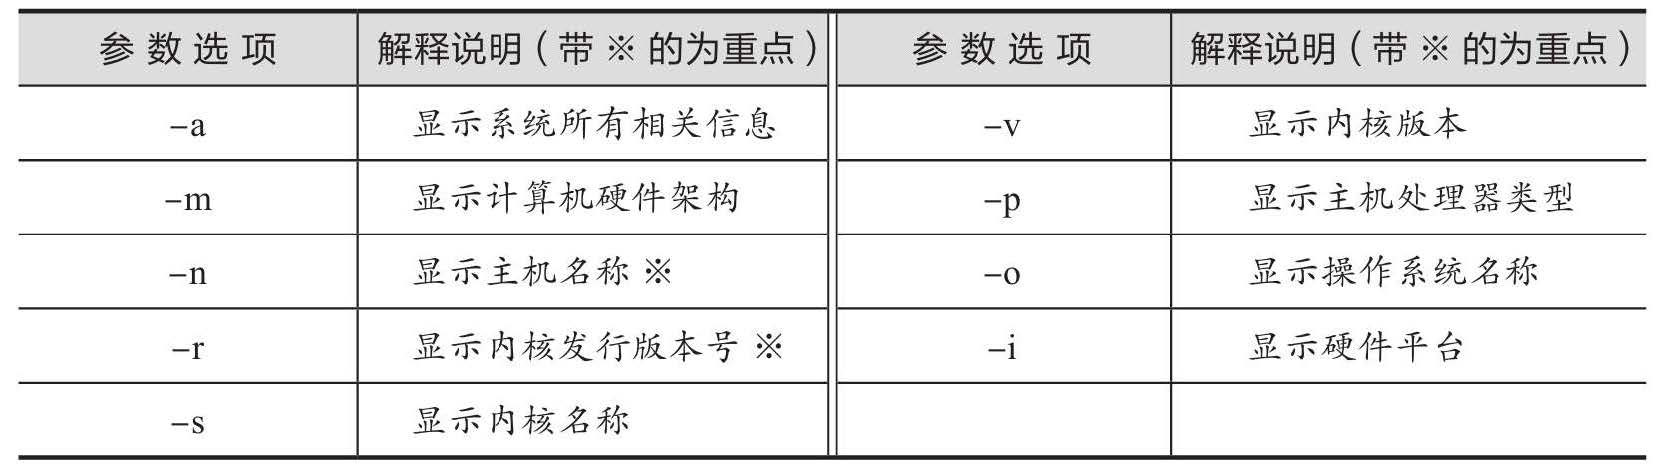 参数选项 解释说明（带※的为重点） 参数选项 解释说明（带※的为重点）
–a 显示系统所有相关信息 –v 显示内核版本
–m 显示计算机硬件架构 –p 显示主机处理器类型
–n 显示主机名称※ –o 显示操作系统名称
–r 显示内核发行版本号※ –i 显示硬件平台
–s 显示内核名称